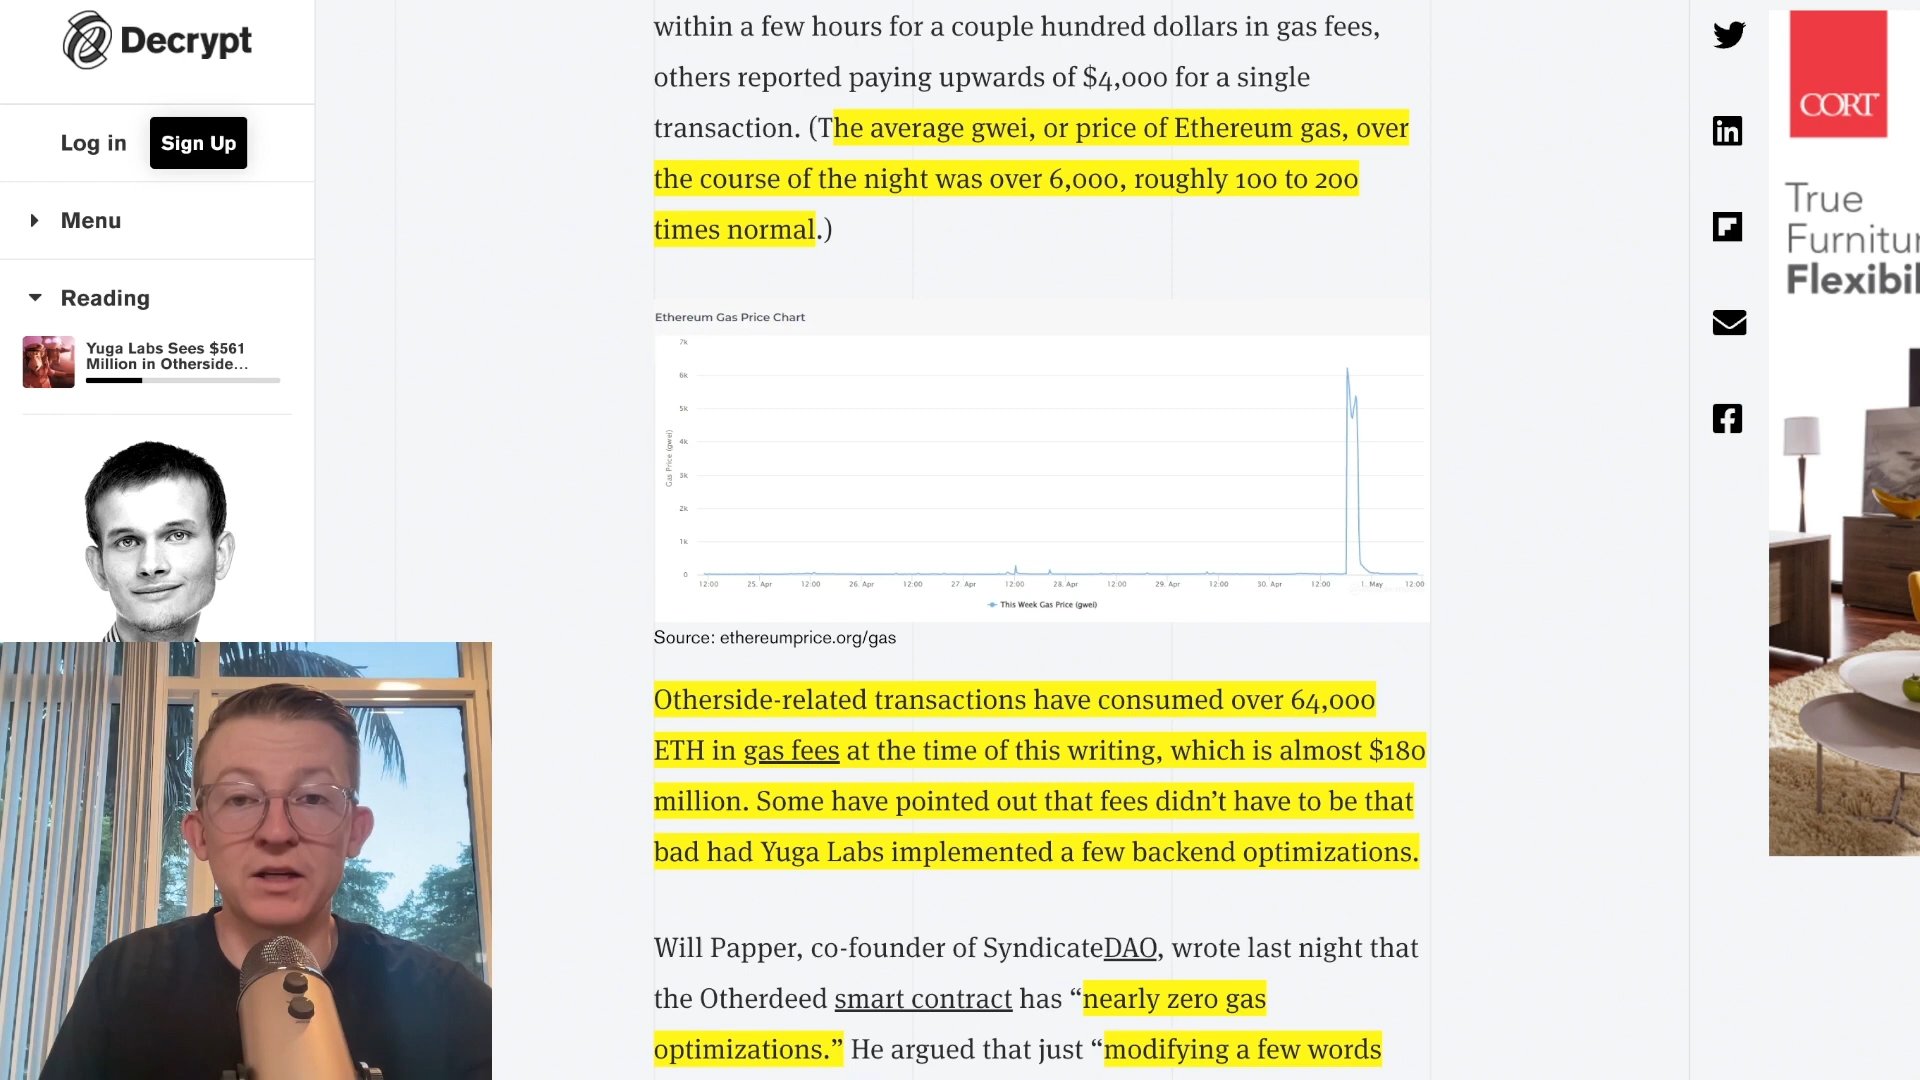 Decrypt
Log in
Sign Up
Menu
Reading
Yuga Labs Sees $561
Million in Otherside...
within a few hours for a couple hundred dollars in gas fees,
others reported paying upwards of $4,000 for a single
transaction. (The average gwei, or price of Ethereum gas, over
the course of the night was over 6,000, roughly 100 to 200
times normal.)
Ethereum Gas Price Chart
7k
6k
5k
4k
3k
2k
1k
0
Gas Price (gwei)
12:00 25. Apr 12:00 26. Apr 12:00 27. Apr 12:00 28. Apr 12:00 29. Apr 12:00 30. Apr 12:00 1. May 12:00
This Week Gas Price (gwei)
Source: ethereumprice.org/gas
Otherside-related transactions have consumed over 64,000
ETH in gas fees at the time of this writing, which is almost $180
million. Some have pointed out that fees didn’t have to be that
bad had Yuga Labs implemented a few backend optimizations.
Will Papper, co-founder of SyndicateDAO, wrote last night that
the Otherdeed smart contract has “nearly zero gas
optimizations.” He argued that just “modifying a few words
CORT
True
Furnitur
Flexibil